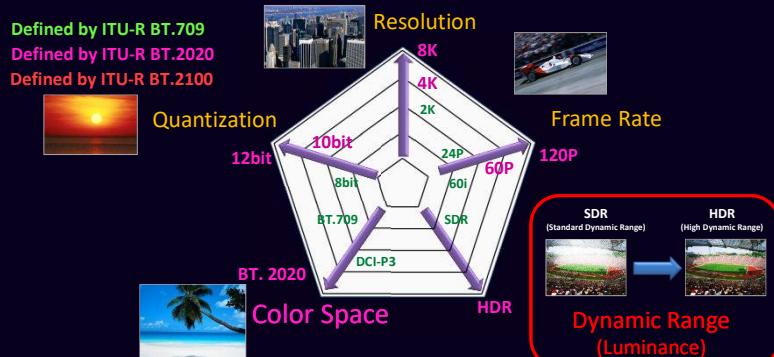 Defined by ITU-R BT.709
Defined by ITU-R BT.2020
Defined by ITU-R BT.2100
Resolution
8K
4K
2K
Quantization
12bit
10bit
8bit
Frame Rate
24P
60i
60P
120P
BT.709
DCI-P3
BT. 2020
Color Space
SDR
HDR
SDR
(Standard Dynamic Range)
HDR
(High Dynamic Range)
Dynamic Range
(Luminance)